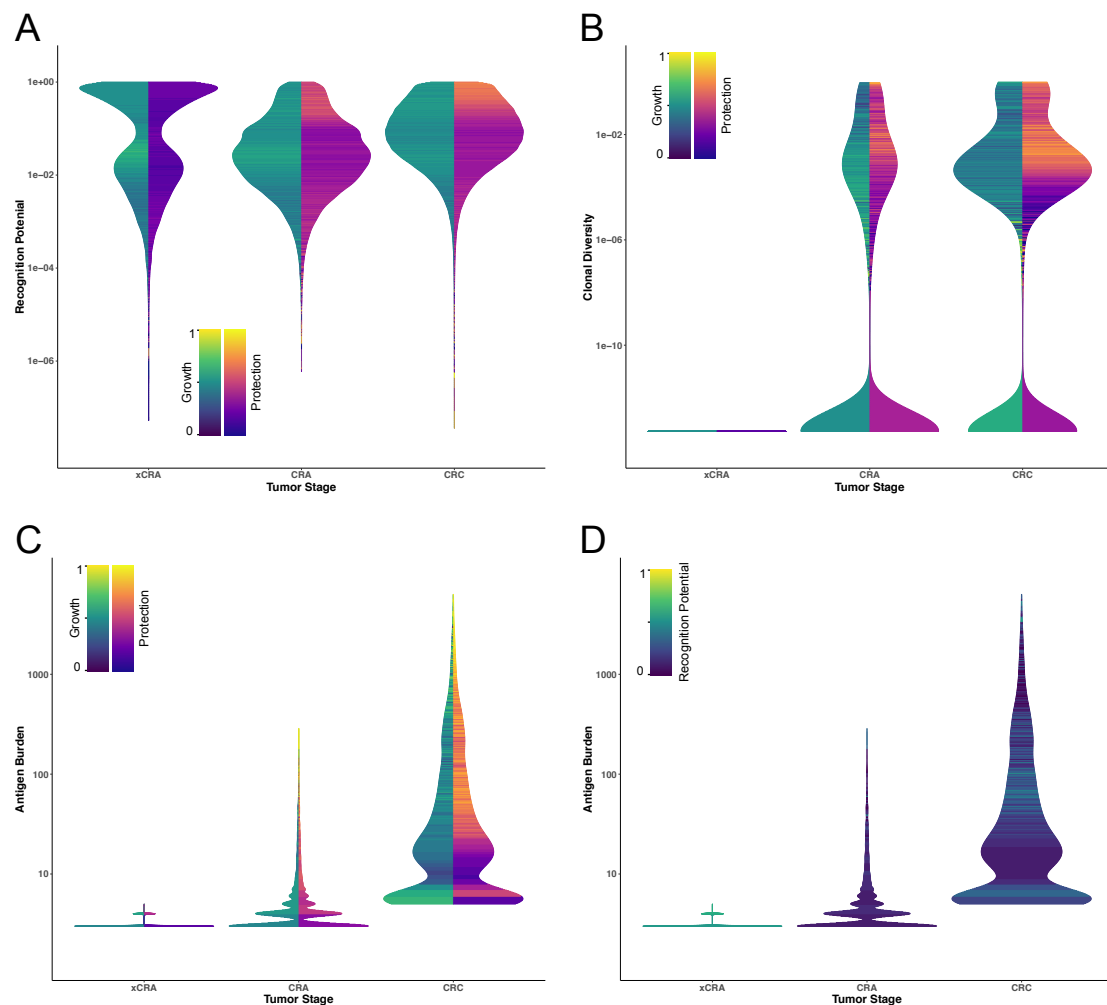 A
Recognition Potential
1e+00
1e−02
1e−04
1e−06
1
0
Growth
Protection
xCRA
CRA
CRC
Tumor Stage
B
Clonal Diversity
1e−02
1e−06
1e−10
1
0
Growth
Protection
xCRA
CRA
CRC
Tumor Stage
C
Antigen Burden
1000
100
10
1
0
Growth
Protection
xCRA
CRA
CRC
Tumor Stage
D
Antigen Burden
1000
100
10
1
0
Recognition Potential
xCRA
CRA
CRC
Tumor Stage